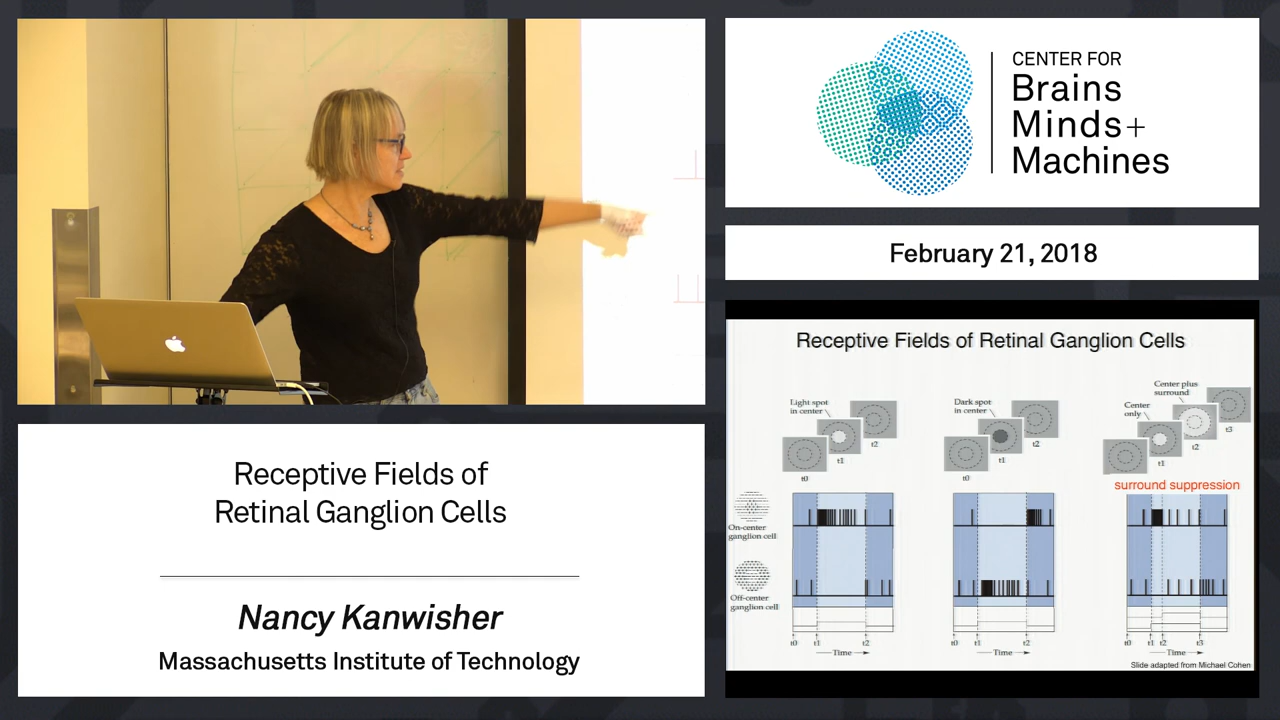 CENTER FOR
Brains
Minds+
Machines
February 21, 2018
Receptive Fields of
Retinal Ganglion Cells
Nancy Kanwisher
Massachusetts Institute of Technology
Receptive Fields of Retinal Ganglion Cells
Light spot
in center
t0
t1
t2
Dark spot
in center
t0
t1
t2
Center plus
surround
Center
only
t0
t1
t2
t3
surround suppression
On-center
ganglion cell
Off-center
ganglion cell
t0 t1 t2
Time
t0 t1 t2
Time
t0 t1 t2 t3
Time
Slide adapted from Michael Cohen